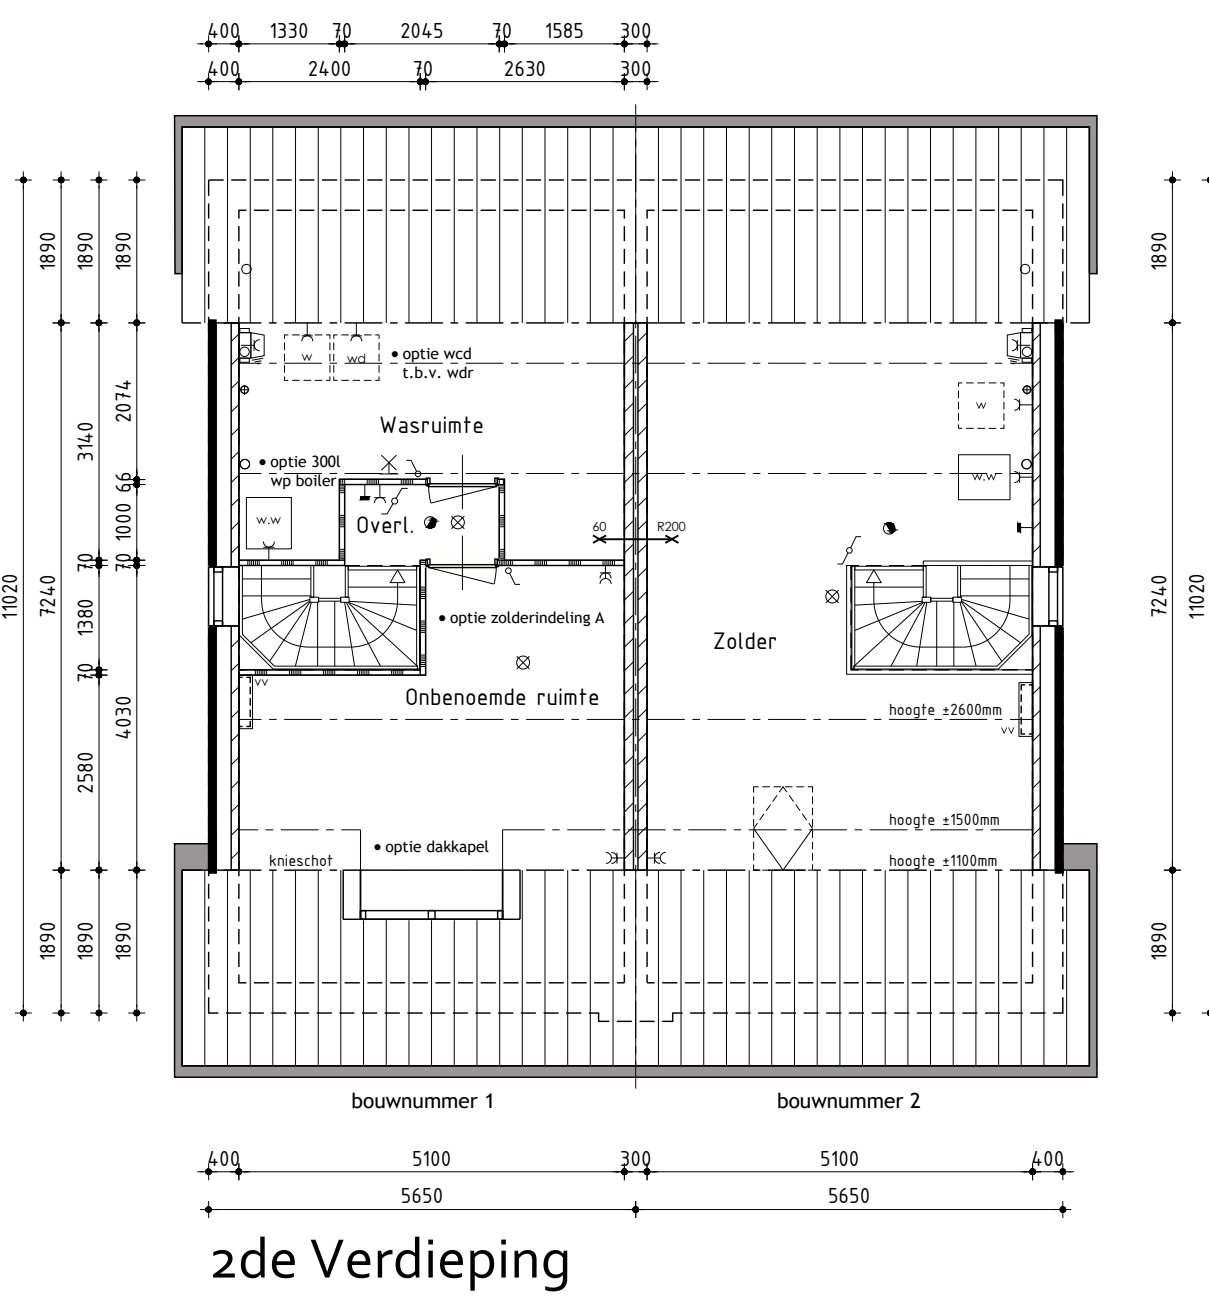 400 1330 70 2045 70 1585 300
400 2400 70 2630 300
1890 1890 1890
1890
2074
3140
66
1000
70 70
11020
7240
1380
70
4030
2580
1890 1890 1890
1890
7240
11020
1890
w wd
• optie wcd
t.b.v. wdr
Wasruimte
• optie 300l
wp boiler
w.w
Overl.
60 R200
w
w.w
• optie zolderindeling A
Zolder
vv
Onbenoemde ruimte
hoogte ±2600mm
vv
hoogte ±1500mm
• optie dakkapel
knieschot
hoogte ±1100mm
bouwnummer 1 bouwnummer 2
400 5100 300 5100 400
5650 5650
2de Verdieping